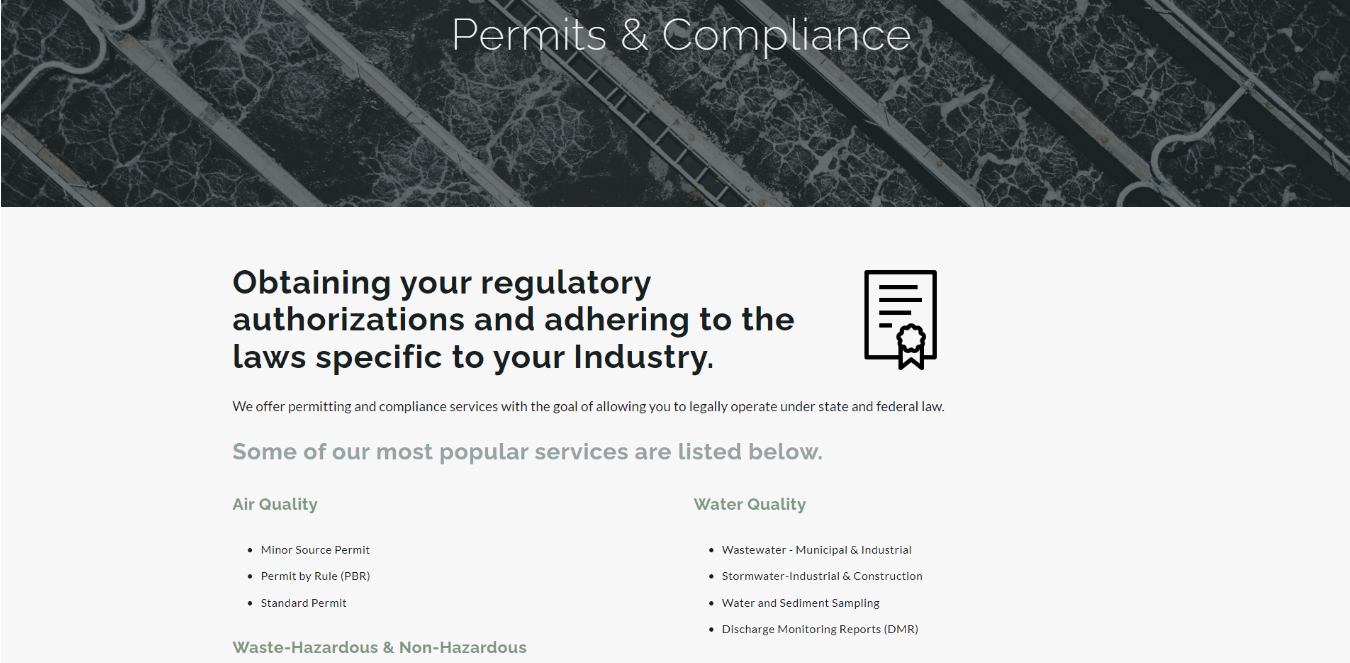 Permits & Compliance
Obtaining your regulatory
authorizations and adhering to the
laws specific to your Industry.
We offer permitting and compliance services with the goal of allowing you to legally operate under state and federal law.
Some of our most popular services are listed below.
Air Quality
• Minor Source Permit
• Permit by Rule (PBR)
• Standard Permit
Waste-Hazardous & Non-Hazardous
Water Quality
• Wastewater - Municipal & Industrial
• Stormwater-Industrial & Construction
• Water and Sediment Sampling
• Discharge Monitoring Reports (DMR)